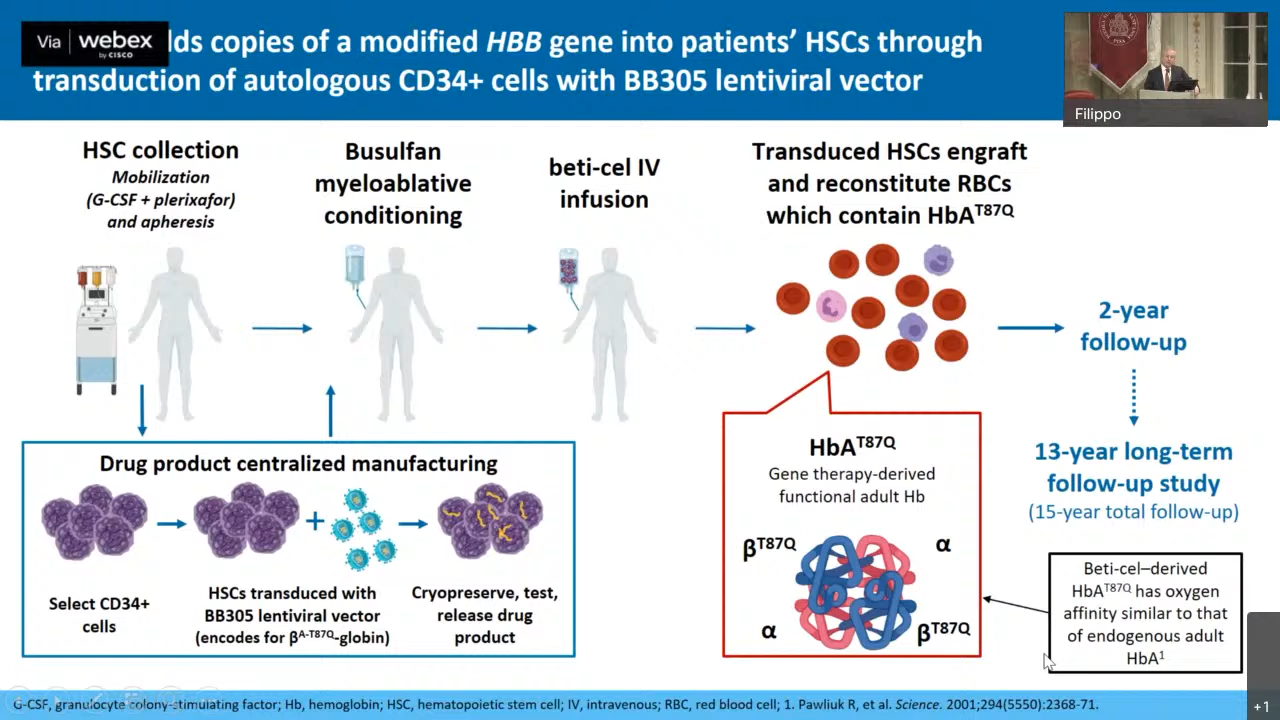 Via webex
by CISCO
lds copies of a modified HBB gene into patients’ HSCs through
transduction of autologous CD34+ cells with BB305 lentiviral vector
Filippo
HSC collection
Mobilization
(G-CSF + plerixafor)
and apheresis
Busulfan
myeloablative
conditioning
beti-cel IV
infusion
Transduced HSCs engraft
and reconstitute RBCs
which contain HbAT87Q
2-year
follow-up
13-year long-term
follow-up study
(15-year total follow-up)
Drug product centralized manufacturing
+
Select CD34+
cells
HSCs transduced with
BB305 lentiviral vector
(encodes for βA-T87Q-globin)
Cryopreserve, test,
release drug
product
HbAT87Q
Gene therapy-derived
functional adult Hb
βT87Q
α
α
βT87Q
Beti-cel–derived
HbAT87Q has oxygen
affinity similar to that
of endogenous adult
HbA1
G-CSF, granulocyte colony-stimulating factor; Hb, hemoglobin; HSC, hematopoietic stem cell; IV, intravenous; RBC, red blood cell; 1. Pawliuk R, et al. Science. 2001;294(5550):2368-71.
+1